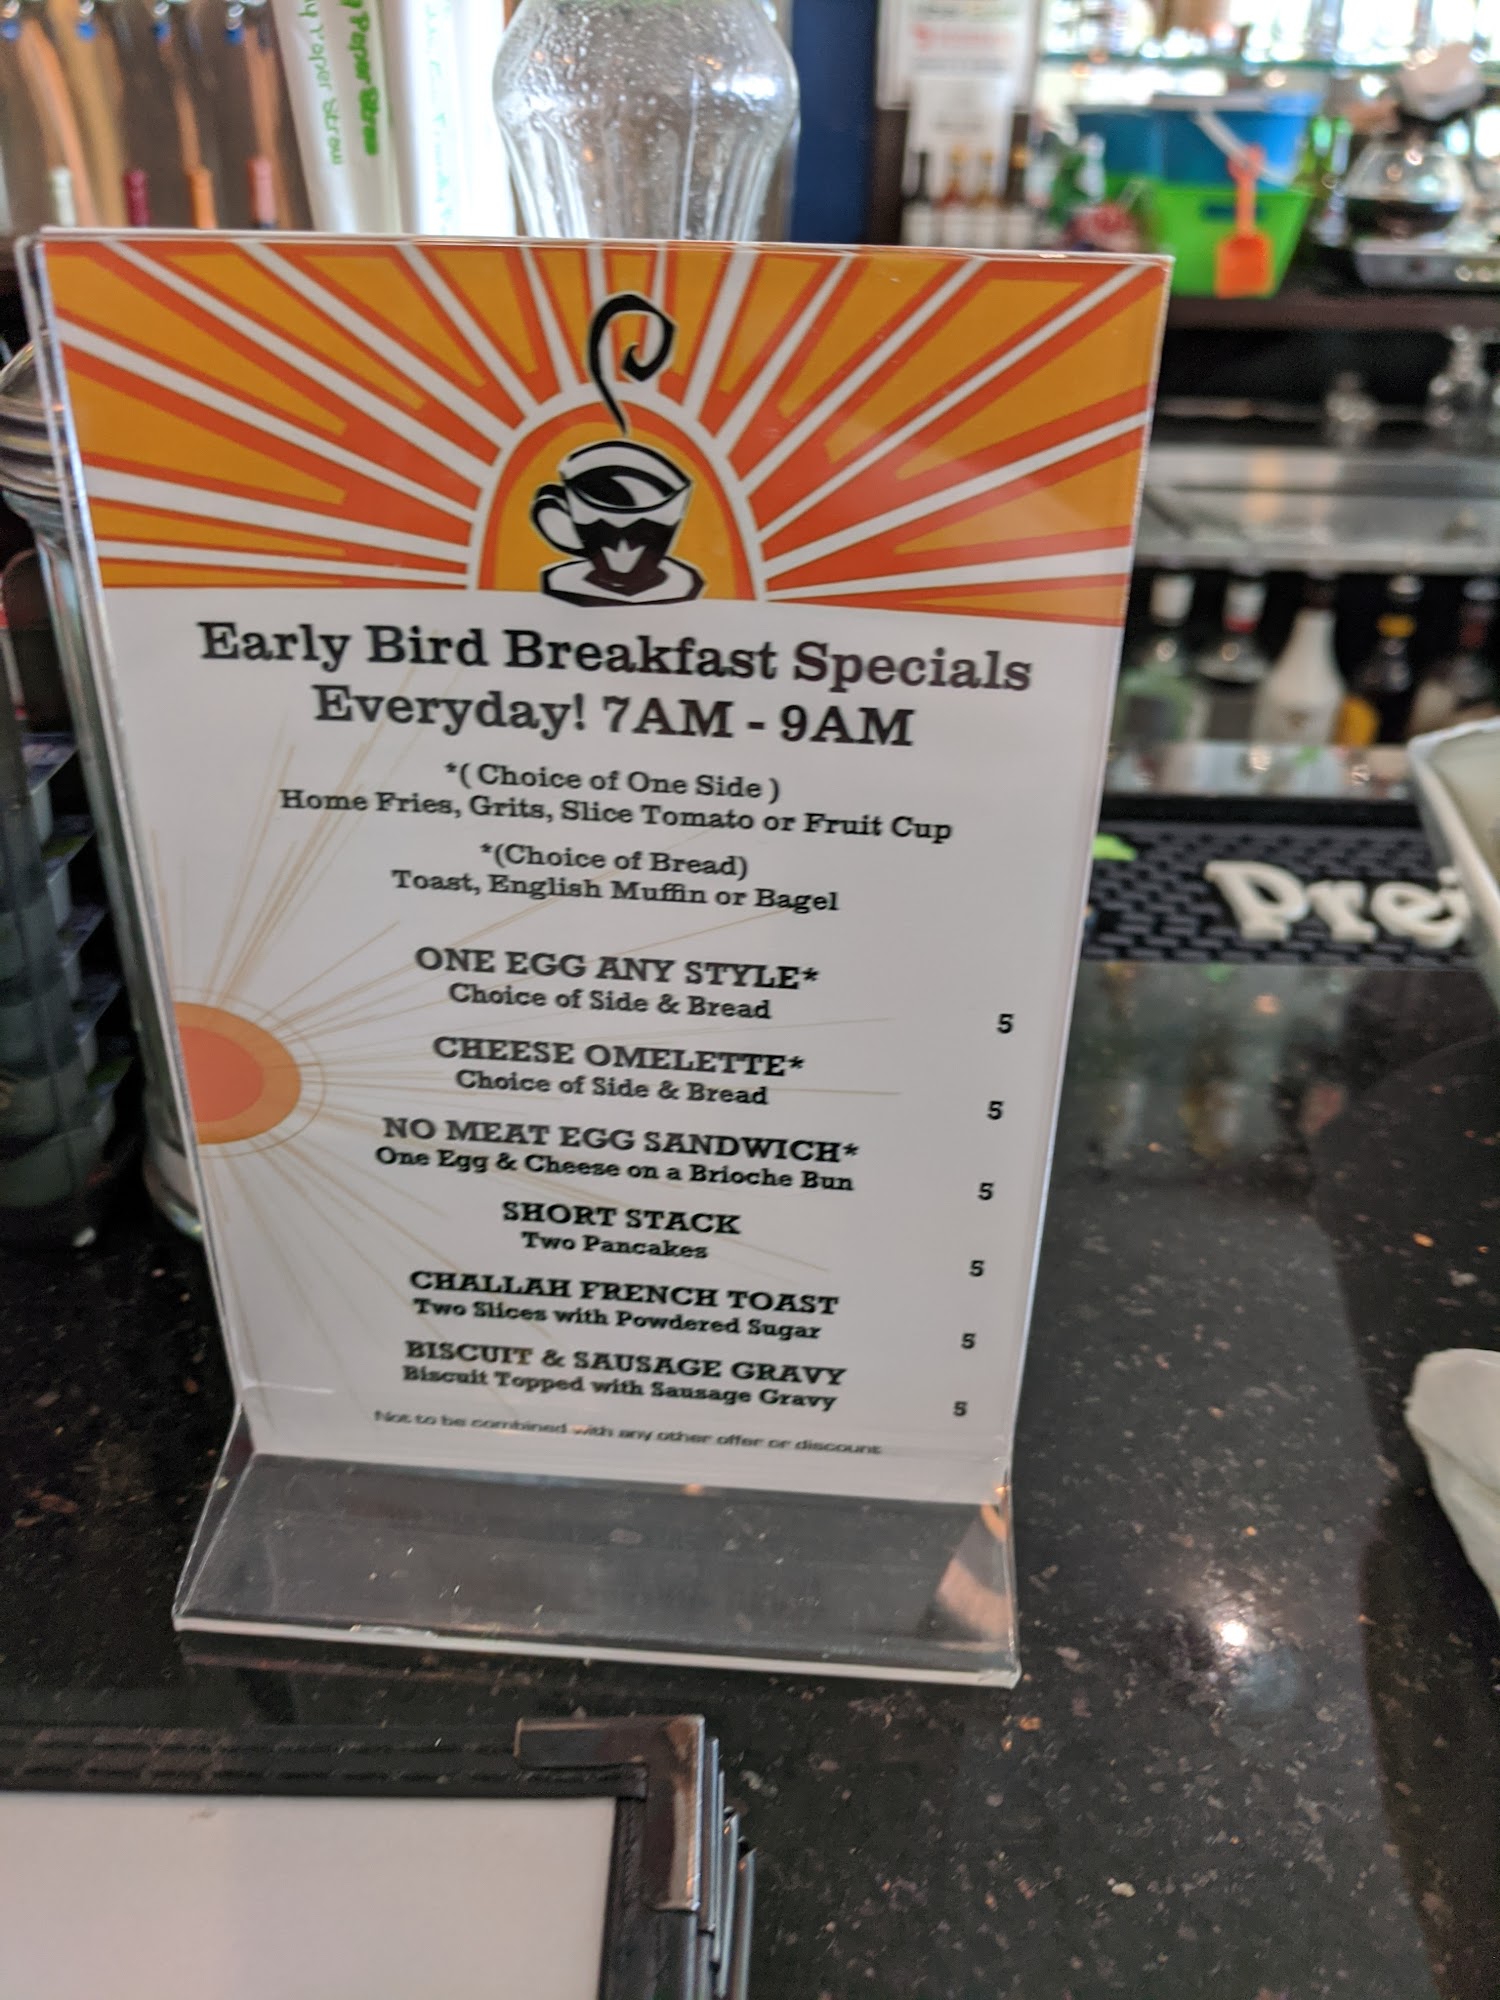 Paper Straw
Paper Straw
Early Bird Breakfast Specials
Everyday! 7AM - 9AM
*( Choice of One Side )
Home Fries, Grits, Slice Tomato or Fruit Cup
*(Choice of Bread)
Toast, English Muffin or Bagel
ONE EGG ANY STYLE*
Choice of Side & Bread
5
CHEESE OMELETTE*
Choice of Side & Bread
5
NO MEAT EGG SANDWICH*
One Egg & Cheese on a Brioche Bun
5
SHORT STACK
Two Pancakes
5
CHALLAH FRENCH TOAST
Two Slices with Powdered Sugar
5
BISCUIT & SAUSAGE GRAVY
Biscuit Topped with Sausage Gravy
5
Not to be combined with any other offer or discount